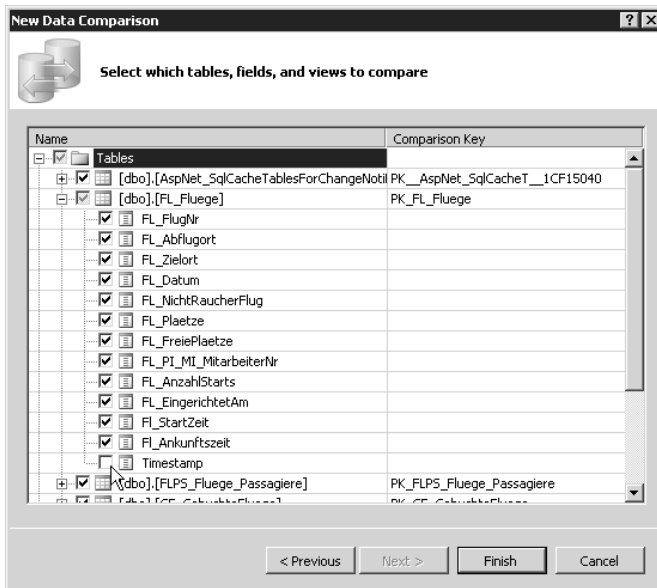 New Data Comparison
Select which tables, fields, and views to compare
Name Comparison Key
Tables
[dbo].[AspNet_SqlCacheTablesForChangeNotif PK__AspNet_SqlCacheT__1CF15040
[dbo].[FL_Fluege] PK_FL_Fluege
FL_FlugNr
FL_Abflugort
FL_Zielort
FL_Datum
FL_NichtRaucherFlug
FL_Plaetze
FL_FreiePlaetze
FL_PI_MI_MitarbeiterNr
FL_AnzahlStarts
FL_EingerichtetAm
Fl_StartZeit
Fl_Ankunftszeit
Timestamp
[dbo].[FLPS_Fluege_Passagiere] PK_FLPS_Fluege_Passagiere
< Previous Next > Finish Cancel